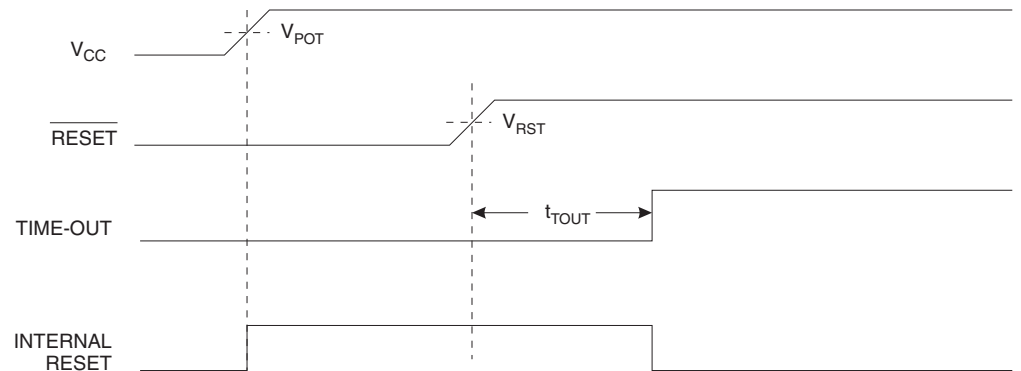 V_CC
V_POT
RESET
V_RST
TIME-OUT
t_TOUT
INTERNAL
RESET